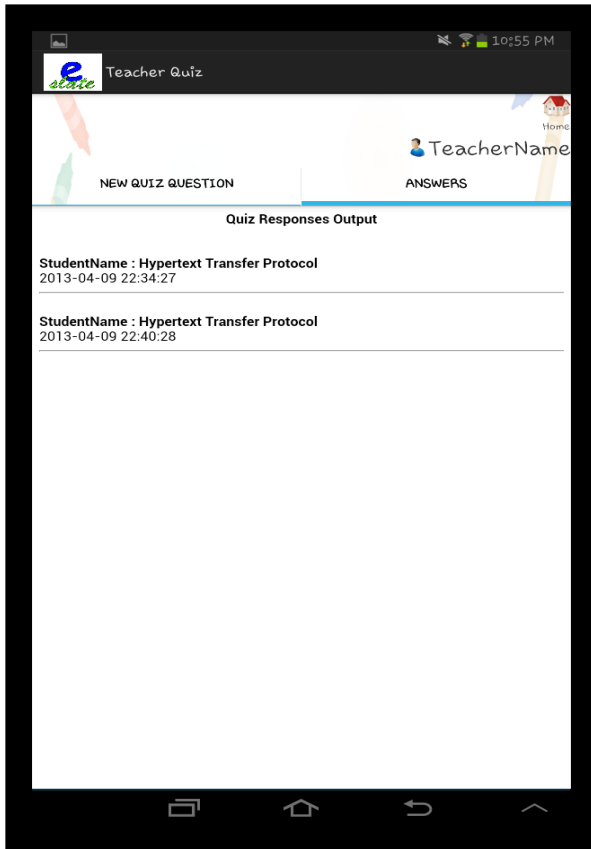 10:55 PM
e
slate
Teacher Quiz
Home
TeacherName
NEW QUIZ QUESTION
ANSWERS
Quiz Responses Output
StudentName : Hypertext Transfer Protocol
2013-04-09 22:34:27
StudentName : Hypertext Transfer Protocol
2013-04-09 22:40:28